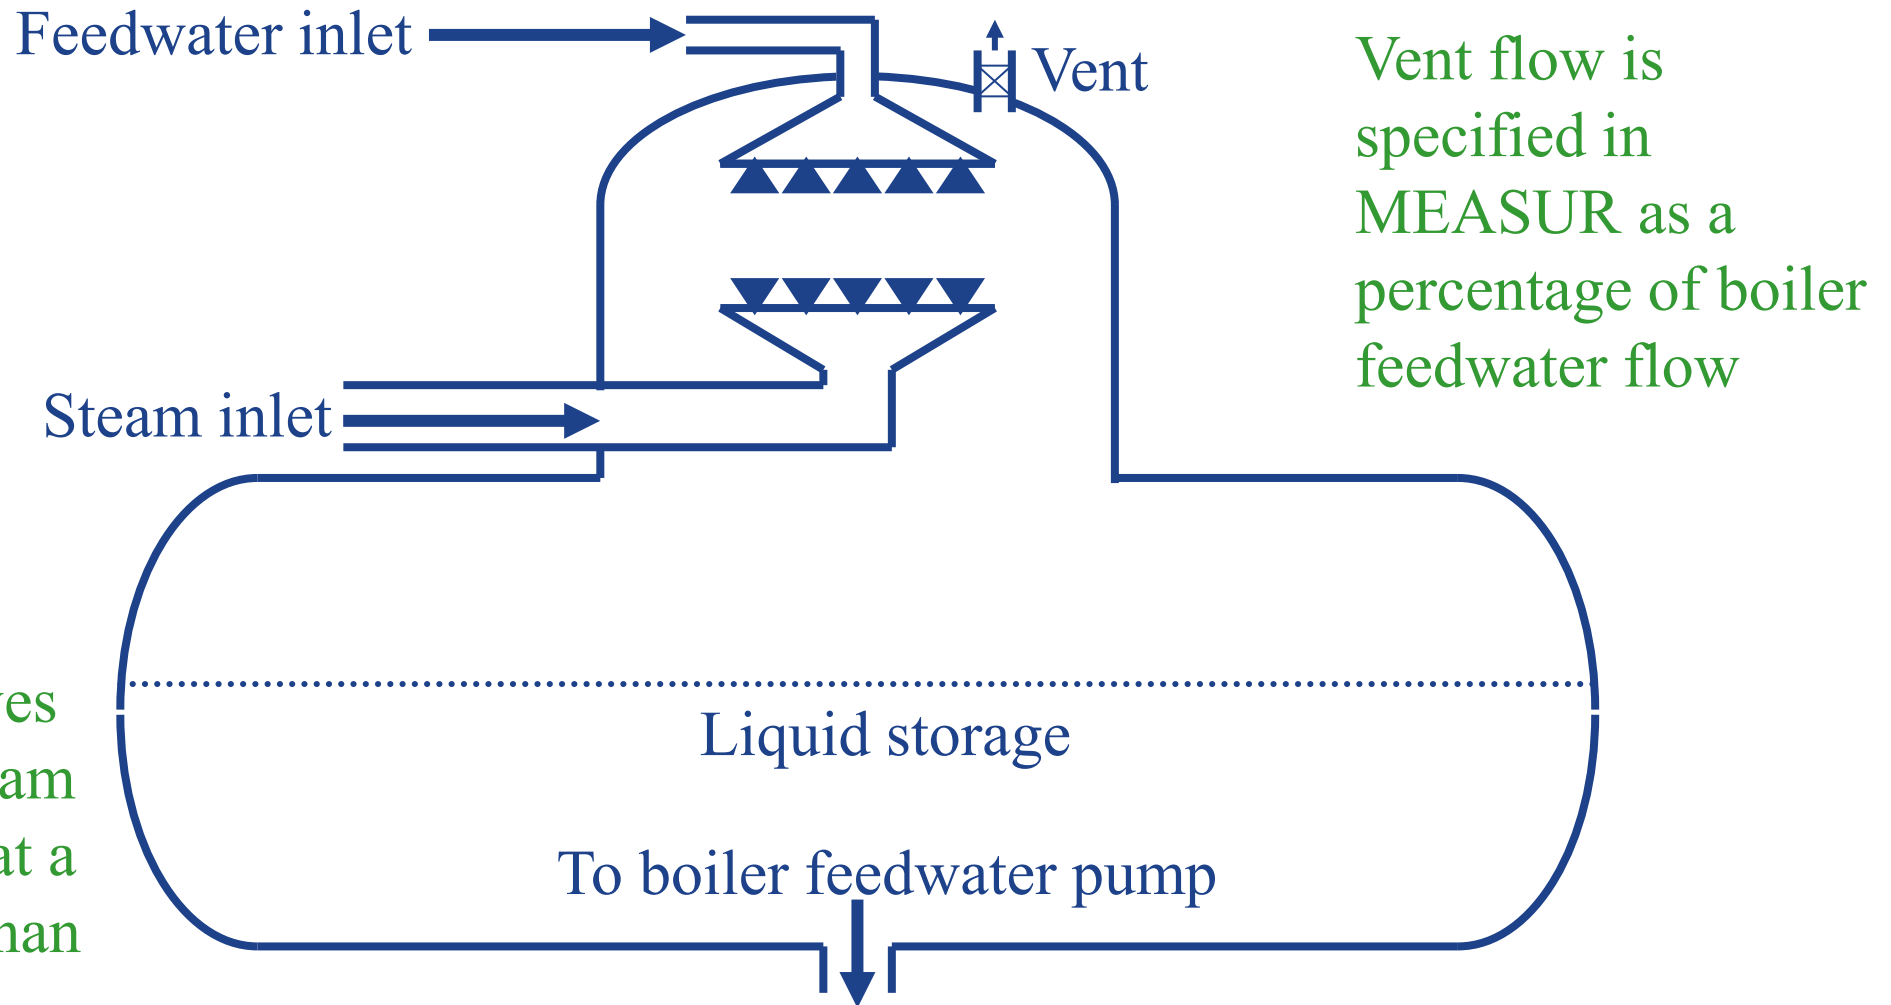 Feedwater inlet
Vent
Vent flow is
specified in
MEASUR as a
percentage of boiler
feedwater flow
Steam inlet
Liquid storage
at a
To boiler feedwater pump